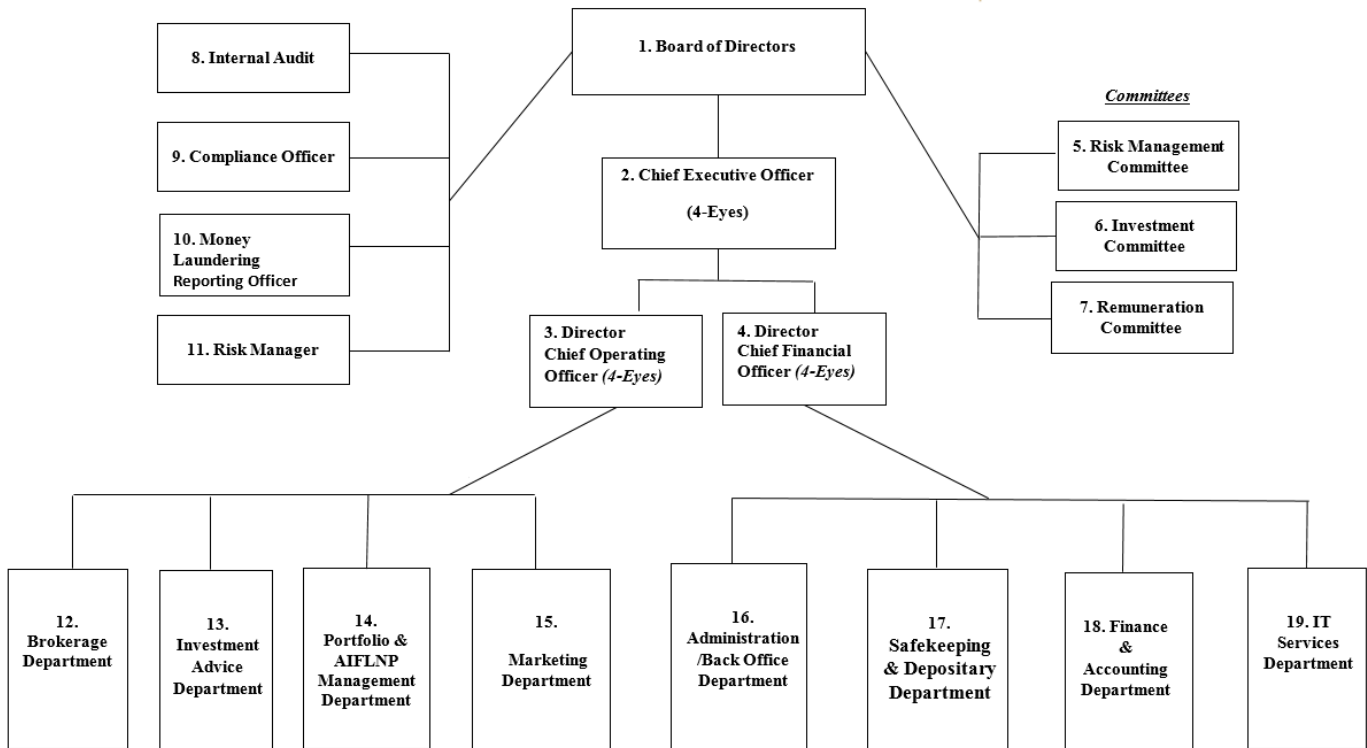 1. Board of Directors
8. Internal Audit
Committees
9. Compliance Officer
5. Risk Management
Committee
2. Chief Executive Officer
(4-Eyes)
10. Money
Laundering
Reporting Officer
6. Investment
Committee
7. Remuneration
Committee
11. Risk Manager
3. Director
Chief Operating
Officer (4-Eyes)
4. Director
Chief Financial
Officer (4-Eyes)
12.
Brokerage
Department
13.
Investment
Advice
Department
14.
Portfolio &
AIFLNP
Management
Department
15.
Marketing
Department
16.
Administration
/Back Office
Department
17.
Safekeeping
& Depositary
Department
18. Finance
&
Accounting
Department
19. IT
Services
Department